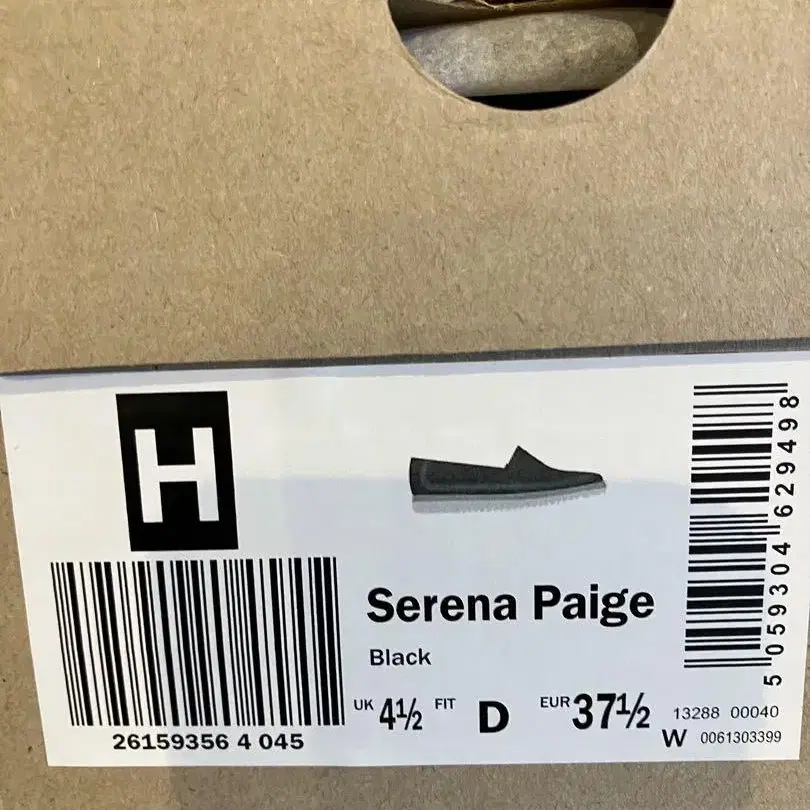 H
26159356 4 045
Serena Paige
Black
UK 4½ FIT D EUR 37½
13288 00040
W 0061303399
5 059304 629498